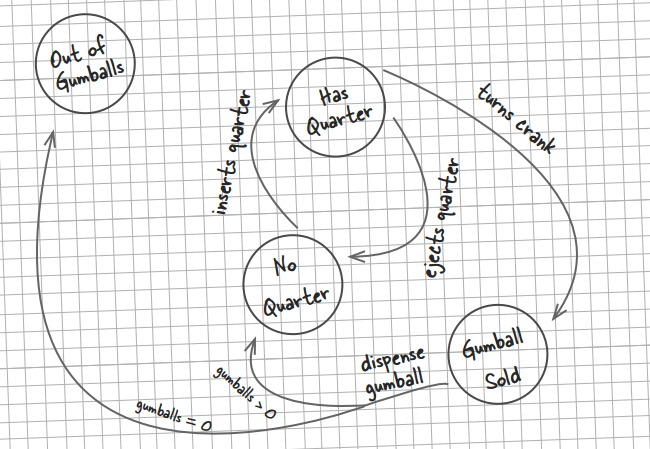 Out of
Gumballs
Has
Quarter
turns crank
inserts quarter
ejects quarter
No
Quarter
Gumball
Sold
dispense
gumball
gumballs > 0
gumballs = 0